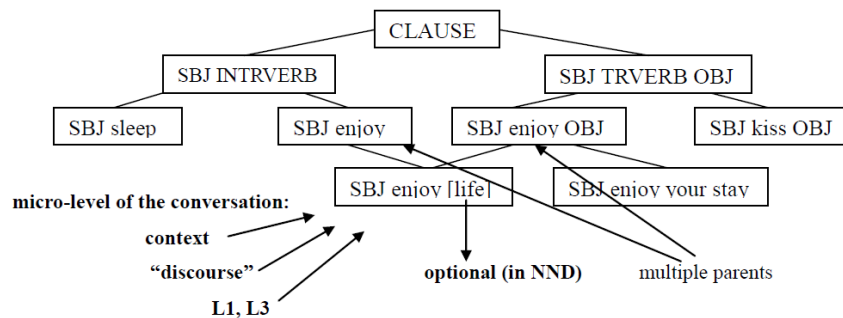 CLAUSE
SBJ INTRVERB
SBJ TRVERB OBJ
SBJ sleep
SBJ enjoy
SBJ enjoy OBJ
SBJ kiss OBJ
SBJ enjoy [life]
SBJ enjoy your stay
micro-level of the conversation:
context
“discourse”
optional (in NND)
multiple parents
L1, L3